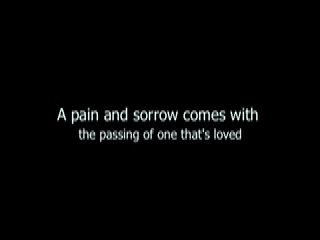 A pain and sorrow comes with
the passing of one that's loved